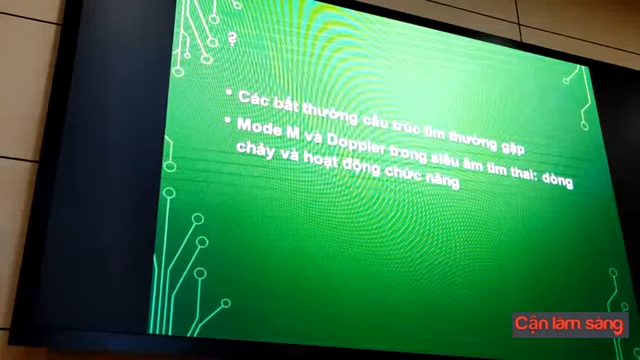 ?
• Các bất thường cấu trúc tim thường gặp
• Mode M và Doppler trong siêu âm tim thai: dòng
chảy và hoạt động chức năng
Cận lâm sàng